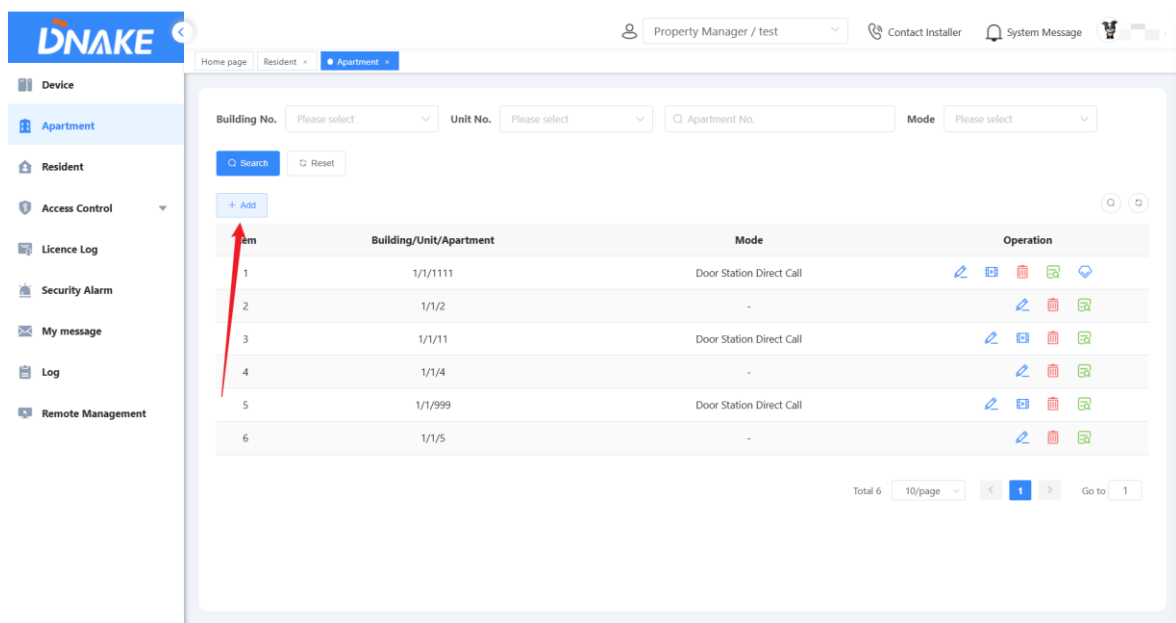 DNAKE
Property Manager / test
Contact Installer
System Message
Home page
Resident ×
Apartment ×
Device
Apartment
Resident
Access Control
Licence Log
Security Alarm
My message
Log
Remote Management
Building No. Please select Unit No. Please select Apartment No. Mode Please select
Search Reset
+ Add
em Building/Unit/Apartment Mode Operation
1 1/1/1111 Door Station Direct Call
2 1/1/2 -
3 1/1/11 Door Station Direct Call
4 1/1/4 -
5 1/1/999 Door Station Direct Call
6 1/1/5 -
Total 6 10/page < 1 > Go to 1